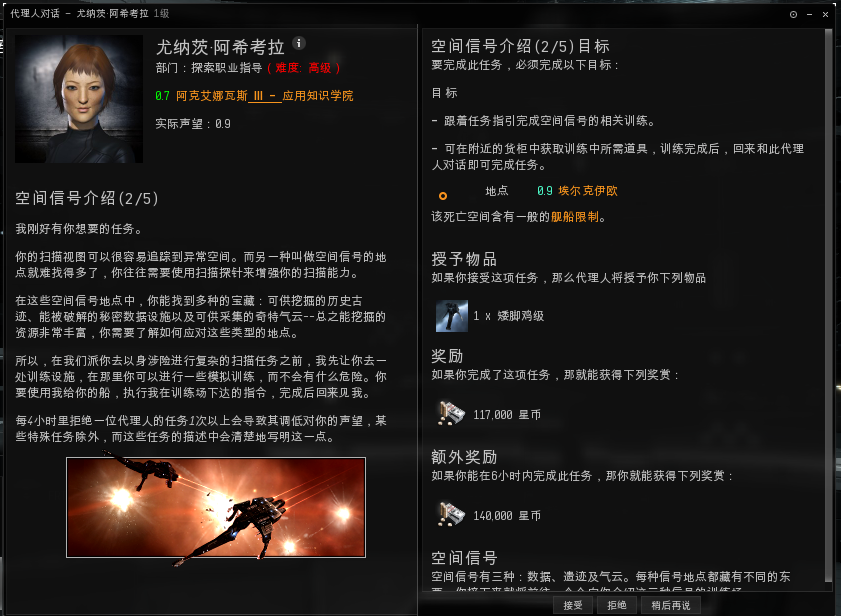 代理人对话 - 尤纳茨·阿希考拉 1级
尤纳茨·阿希考拉
部门：探索职业指导 (难度: 高级)
0.7 阿克艾娜瓦斯 III - 应用知识学院
实际声望：0.9
空间信号介绍(2/5)
我刚好有你想要的任务。
你的扫描视图可以很容易追踪到异常空间。而另一种叫做空间信号的地
点就难找得多了，你往往需要使用扫描探针来增强你的扫描能力。
在这些空间信号地点中，你能找到多种的宝藏：可供挖掘的历史古
迹、能被破解的秘密数据设施以及可供采集的奇特气云--总之能挖掘的
资源非常丰富，你需要了解如何应对这些类型的地点。
所以，在我们派你去以身涉险进行复杂的扫描任务之前，我先让你去一
处训练设施，在那里你可以进行一些模拟训练，而不会有什么危险。你
要使用我给你的船，执行我在训练场下达的指令，完成后回来见我。
每4小时里拒绝一位代理人的任务1次以上会导致其调低对你的声望，某
些特殊任务除外，而这些任务的描述中会清楚地写明这一点。
空间信号介绍(2/5)目标
要完成此任务，必须完成以下目标：
目标
- 跟着任务指引完成空间信号的相关训练。
- 可在附近的货柜中获取训练中所需道具，训练完成后，回来和此代理
人对话即可完成任务。
地点 0.9 埃尔克伊欧
该死亡空间含有一般的舰船限制。
授予物品
如果你接受这项任务，那么代理人将授予你下列物品
1 x 矮脚鸡级
奖励
如果你完成了这项任务，那就能获得下列奖赏：
117,000 星币
额外奖励
如果你能在6小时内完成此任务，那你就能获得下列奖赏：
140,000 星币
空间信号
空间信号有三种：数据、遗迹及气云。每种信号地点都藏有不同的东
接受 拒绝 稍后再说